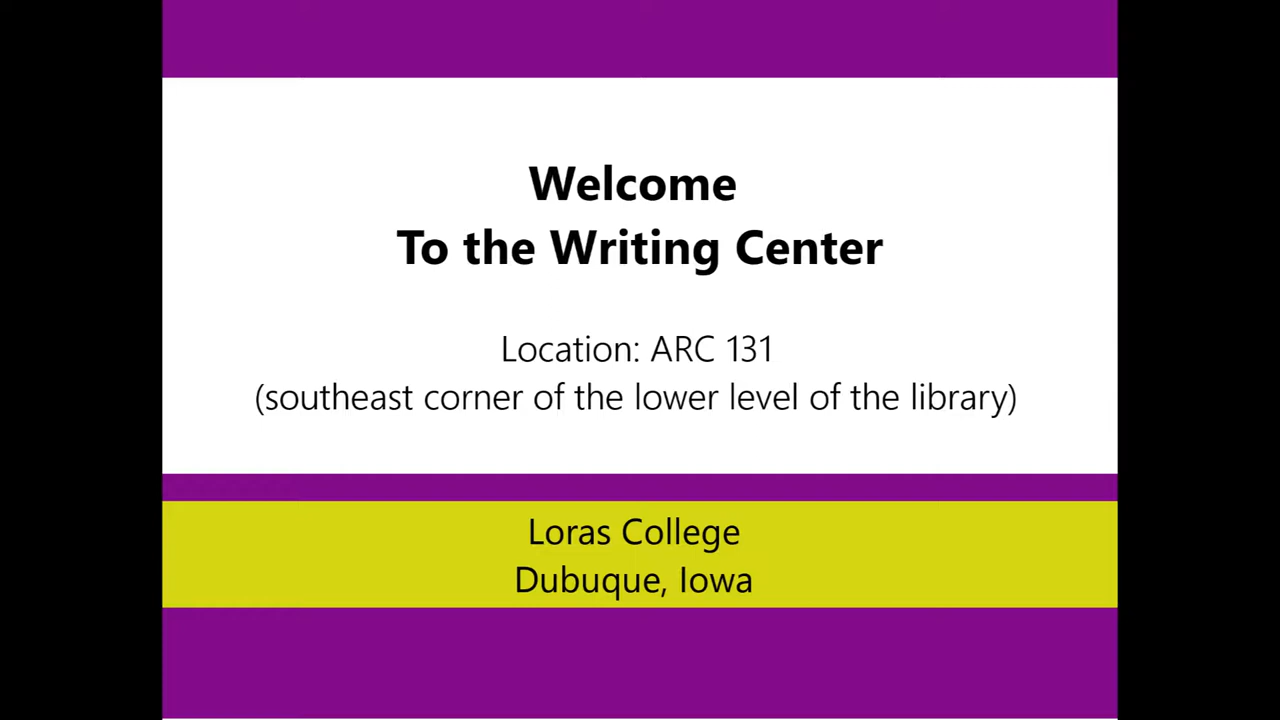 Welcome
To the Writing Center
Location: ARC 131
(southeast corner of the lower level of the library)
Loras College
Dubuque, Iowa